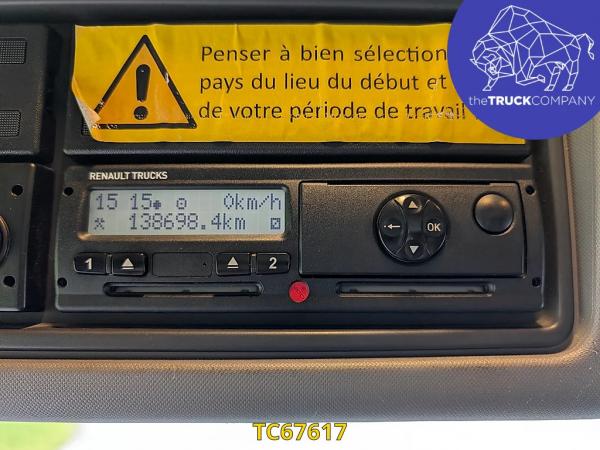 Penser à bien sélection
pays du lieu du début et
de votre période de travail
theTRUCKCOMPANY
RENAULT TRUCKS
15 15 0km/h
138698.4km
1 2
OK
TC67617